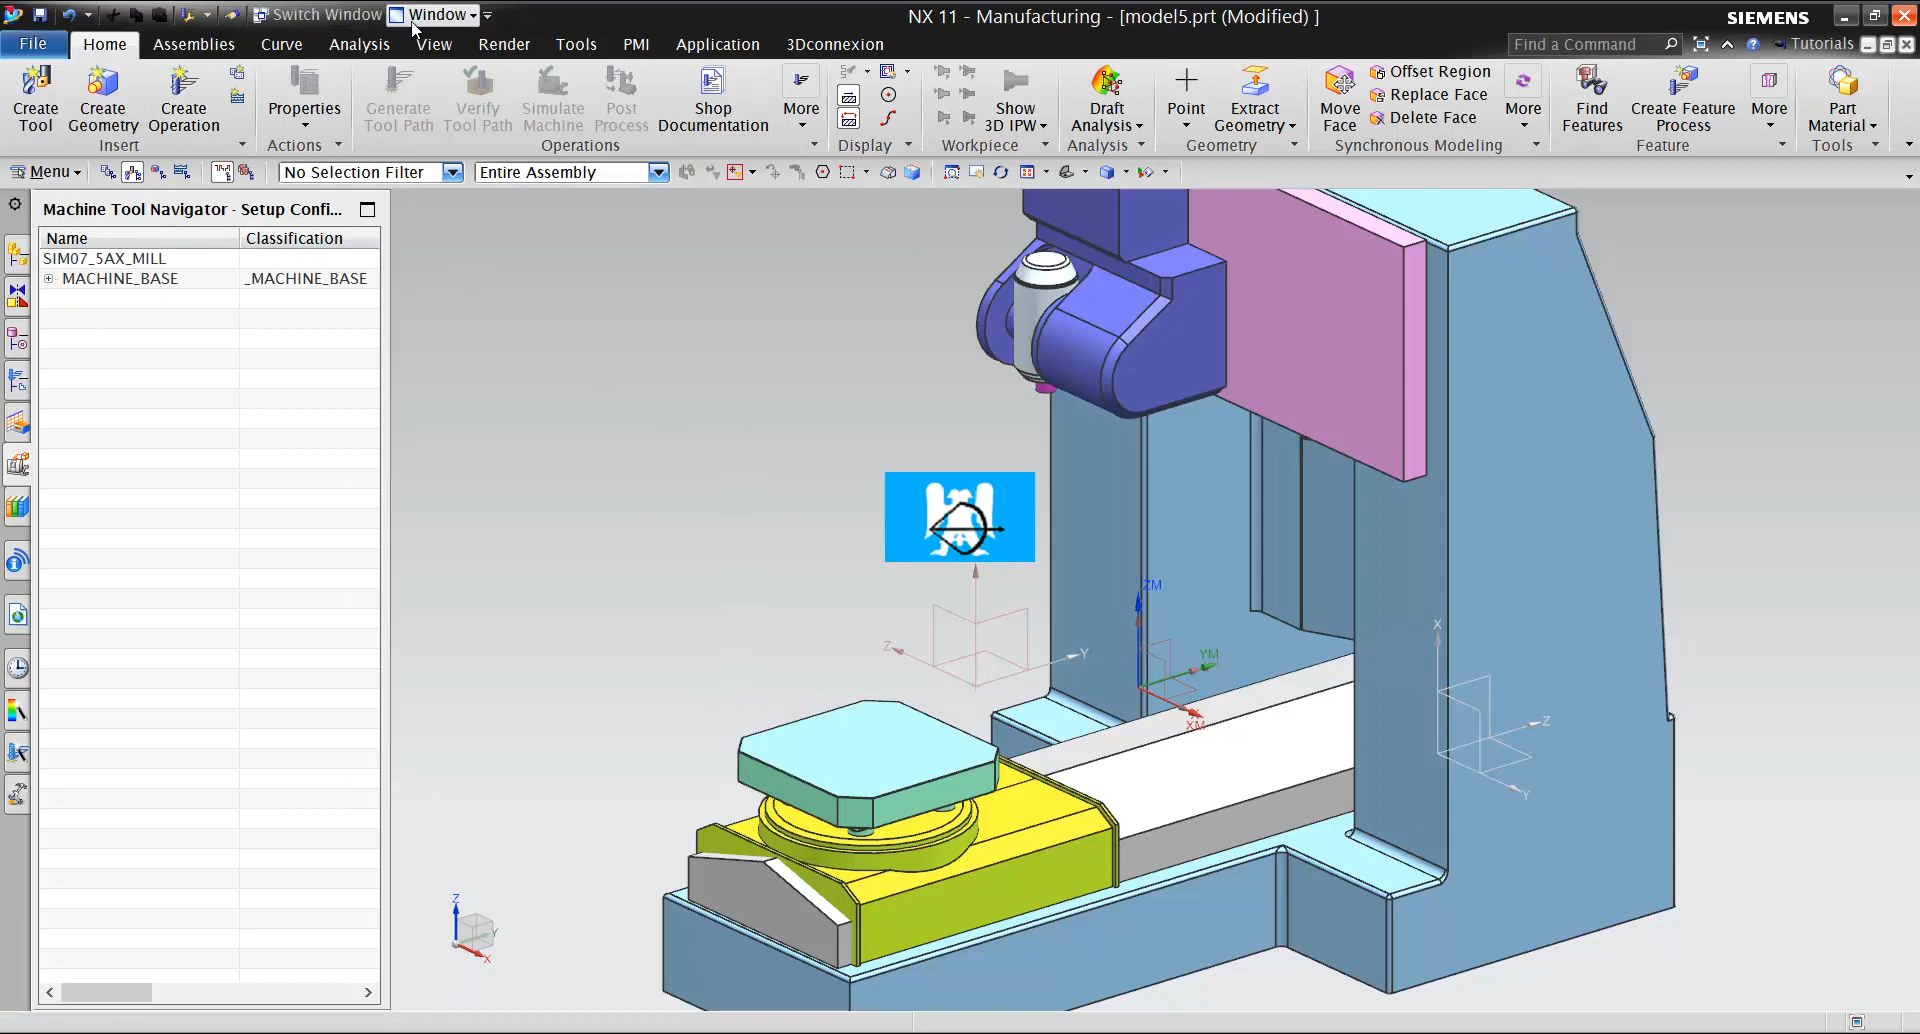 Switch Window Window NX 11 - Manufacturing - [model5.prt (Modified) ] SIEMENS
File Home Assemblies Curve Analysis View Render Tools PMI Application 3Dconnexion Find a Command Tutorials
Create Tool
Create Geometry
Create Operation
Insert
Properties
Actions
Generate Tool Path
Verify Tool Path
Simulate Machine
Post Process
Shop Documentation
More
Operations
Display
Show 3D IPW
Workpiece
Draft Analysis
Analysis
Point
Extract Geometry
Geometry
Move Face
Offset Region
Replace Face
Delete Face
More
Synchronous Modeling
Find Features
Create Feature Process
More
Feature
Part Material
Tools
Menu No Selection Filter Entire Assembly
Machine Tool Navigator - Setup Confi...
Name Classification
SIM07_5AX_MILL
MACHINE_BASE _MACHINE_BASE
ZM
YM
XM
Z
Y
X
Z
Y
Z
Y
X